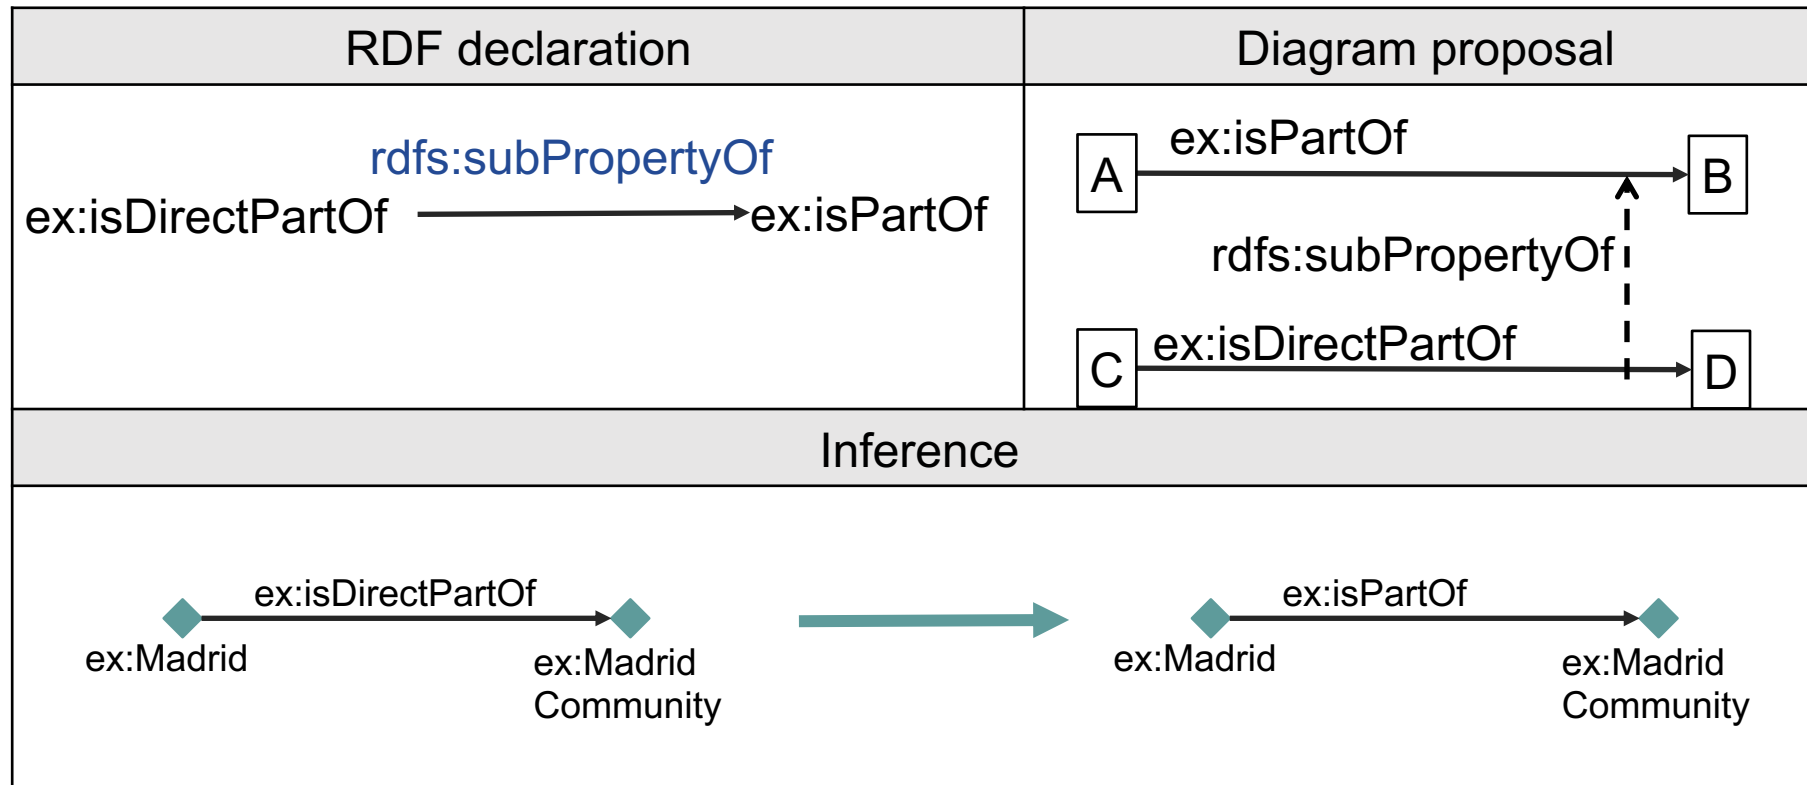 RDF declaration
Diagram proposal
rdfs:subPropertyOf
ex:isDirectPartOf
ex:isPartOf
ex:isPartOf
A
B
rdfs:subPropertyOf
ex:isDirectPartOf
C
D
Inference
ex:isDirectPartOf
ex:Madrid
ex:Madrid
Community
ex:isPartOf
ex:Madrid
ex:Madrid
Community